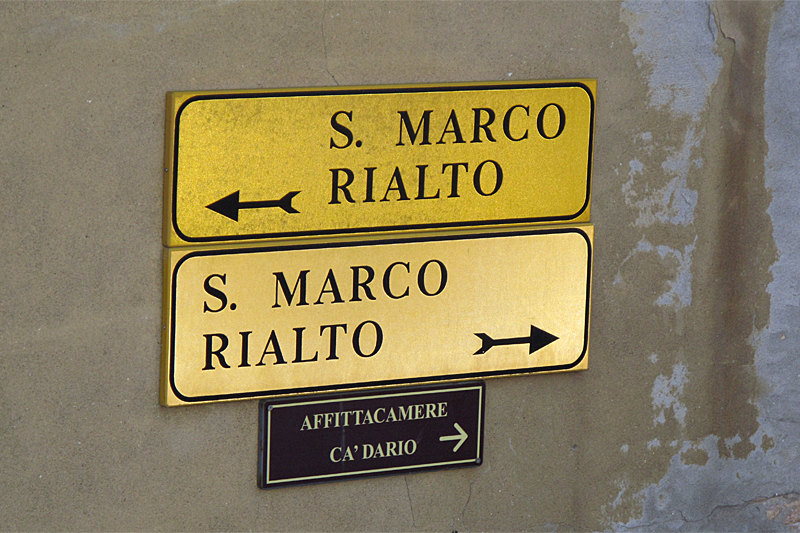 S. MARCO
RIALTO
S. MARCO
RIALTO
AFFITTACAMERE
CA' DARIO